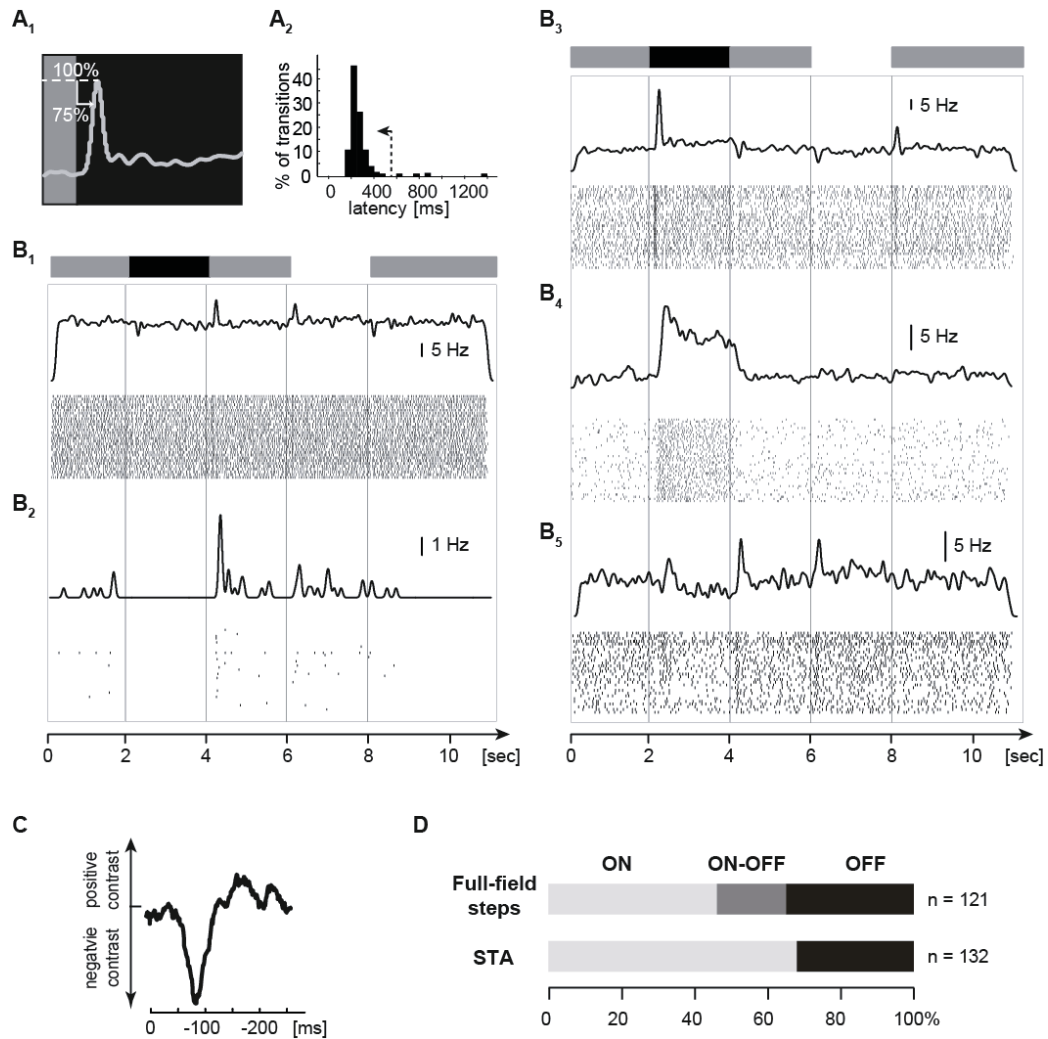 A1
100%
75%
A2
% of transitions
40
30
20
10
0
0 400 800 1200
latency [ms]
B1
5 Hz
B2
1 Hz
0 2 4 6 8 10 [sec]
B3
5 Hz
B4
5 Hz
B5
5 Hz
0 2 4 6 8 10 [sec]
C
positive
contrast
negatvie
contrast
0 -100 -200 [ms]
D
ON ON-OFF OFF
Full-field
steps
n = 121
STA
n = 132
0 20 40 60 80 100%